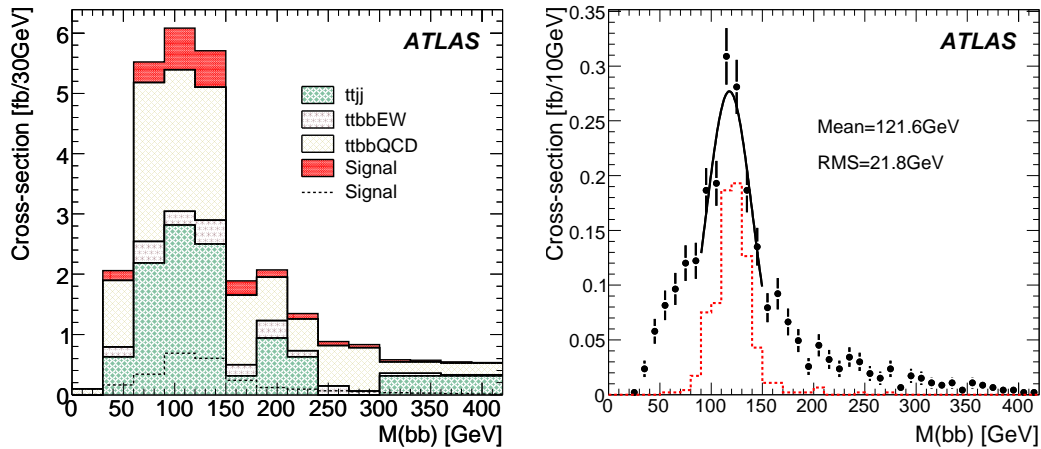 ATLAS
Cross-section [fb/30GeV]
6
5
4
3
2
1
0
ttjj
ttbbEW
ttbbQCD
Signal
Signal
0 50 100 150 200 250 300 350 400
M(bb) [GeV]
ATLAS
Cross-section [fb/10GeV]
0.35
0.3
0.25
0.2
0.15
0.1
0.05
0
Mean=121.6GeV
RMS=21.8GeV
0 50 100 150 200 250 300 350 400
M(bb) [GeV]